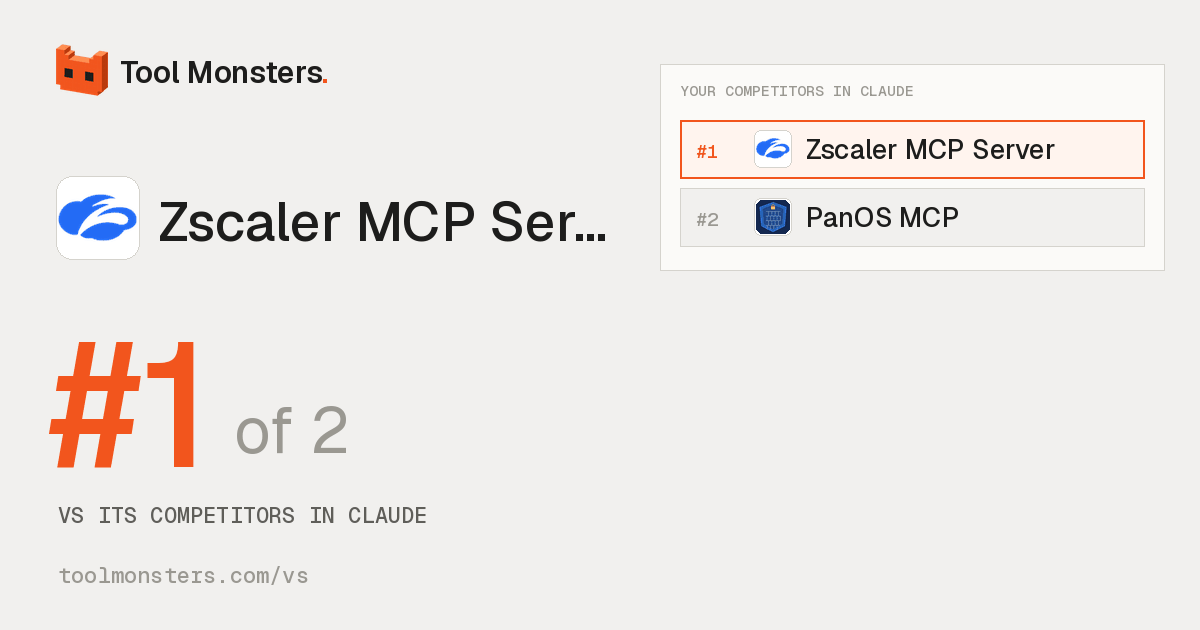 Tool Monsters.
Zscaler MCP Ser...
#1 of 2
VS ITS COMPETITORS IN CLAUDE
toolmonsters.com/vs
YOUR COMPETITORS IN CLAUDE
#1 Zscaler MCP Server
#2 PanOS MCP